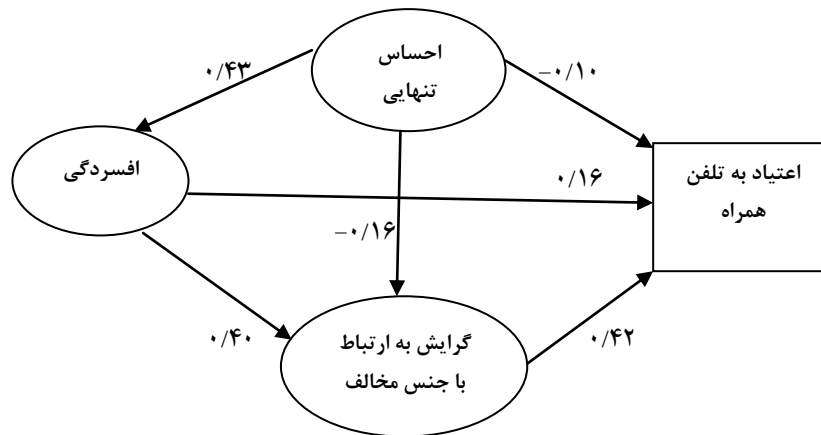 احساس
تنهایی
۰/۴۳
−۰/۱۰
افسردگی
اعتیاد به تلفن
همراه
۰/۱۶
−۰/۱۶
۰/۴۰
گرایش به ارتباط
با جنس مخالف
۰/۴۲